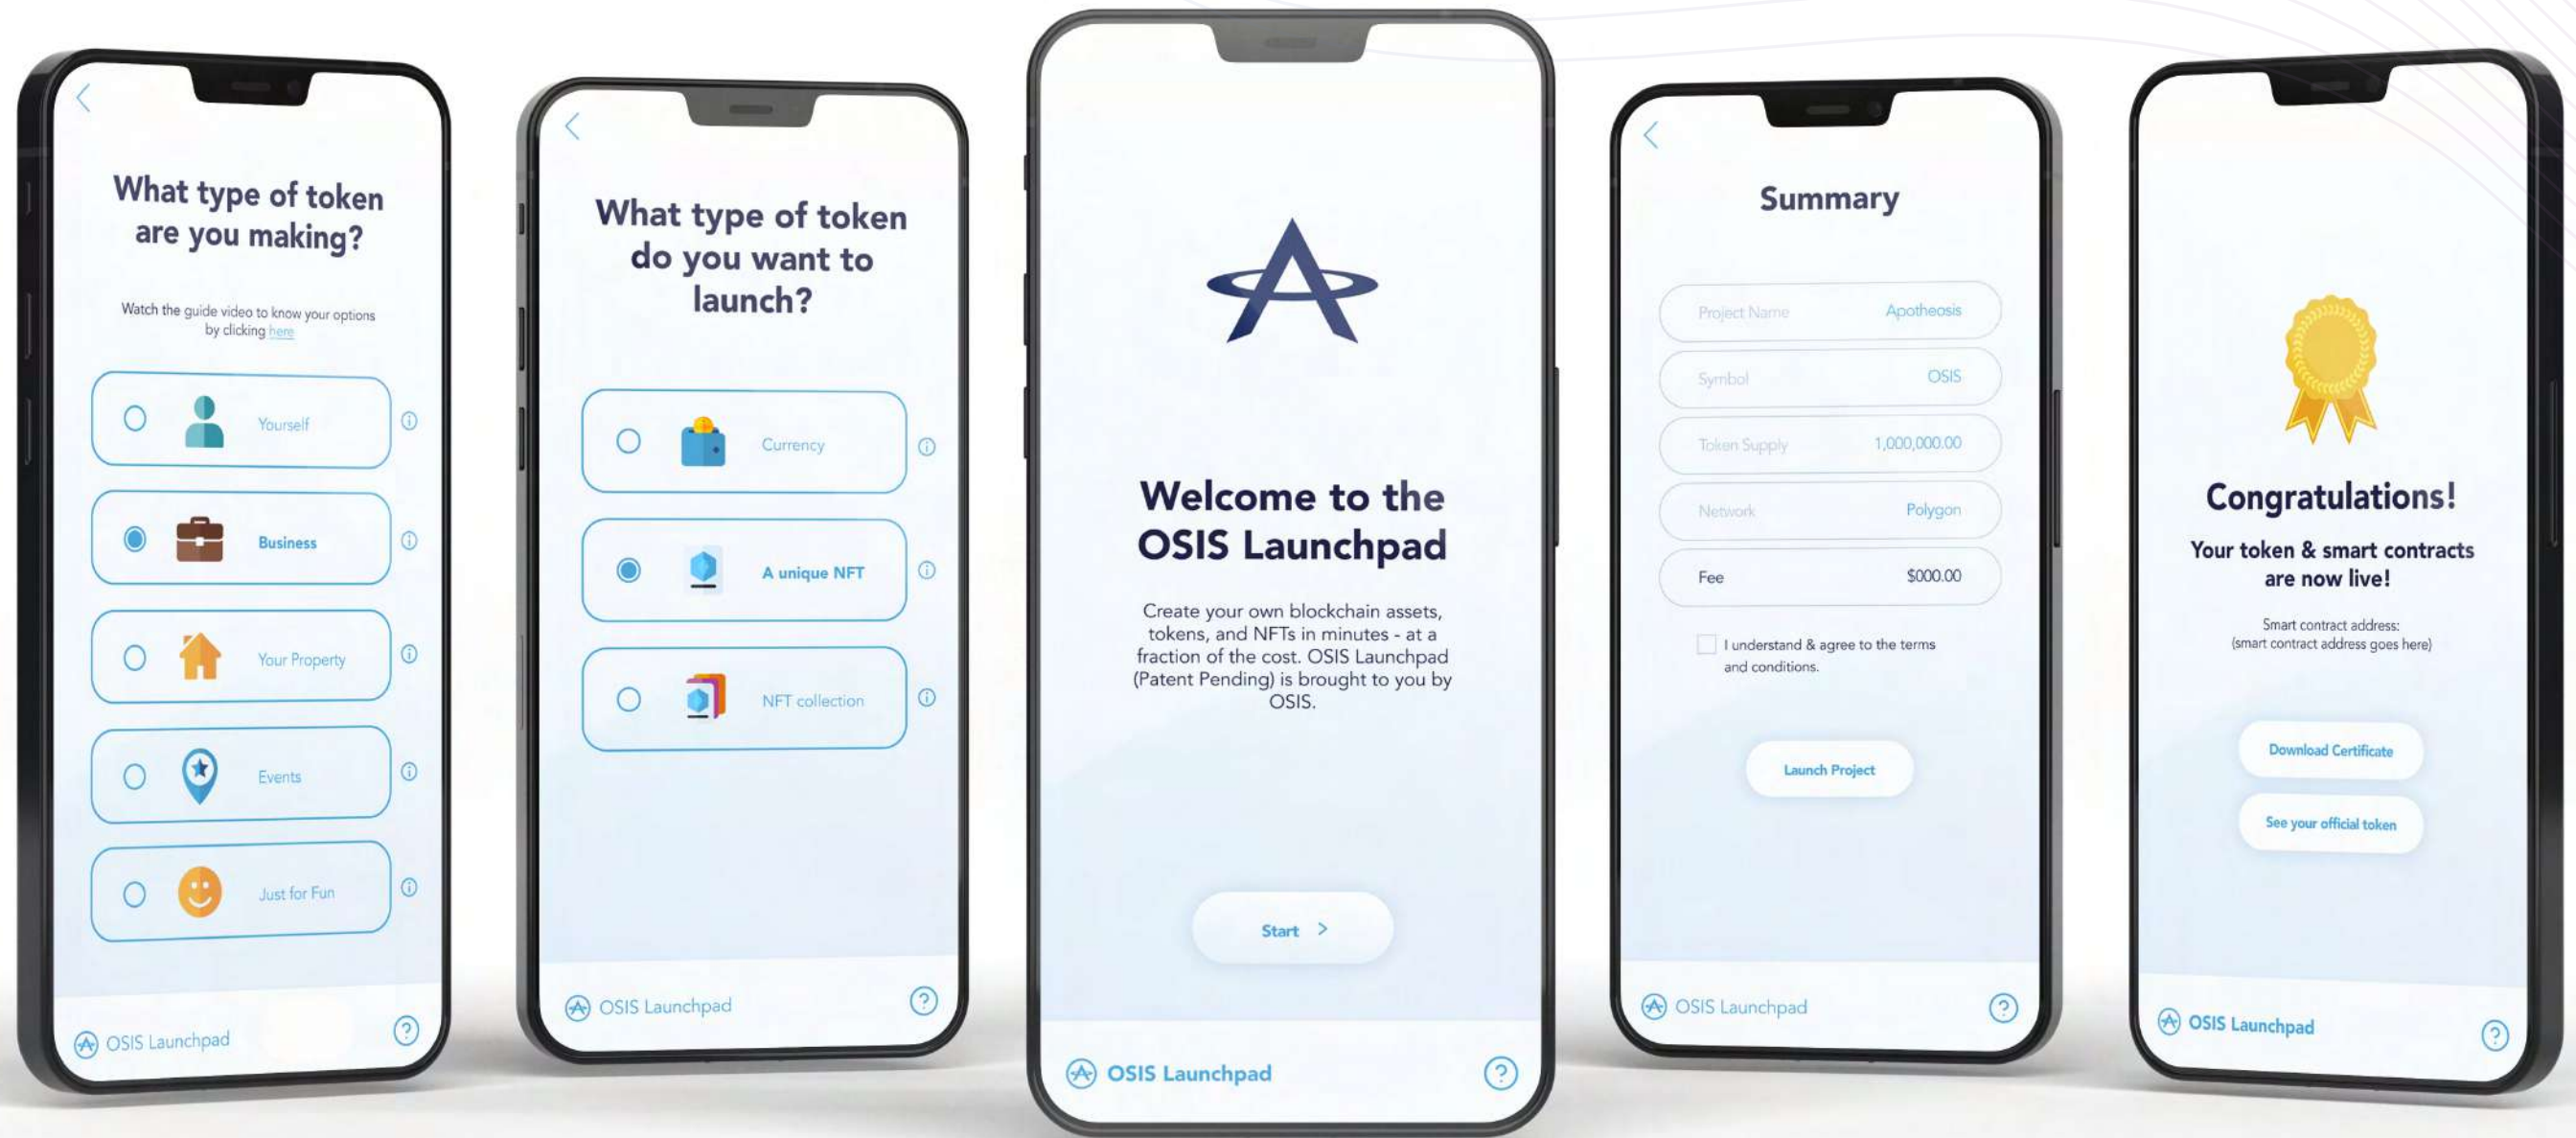 What type of token
are you making?
Watch the guide video to know your options
by clicking here
Yourself
Business
Your Property
Events
Just for Fun
OSIS Launchpad
What type of token
do you want to
launch?
Currency
A unique NFT
NFT collection
OSIS Launchpad
Welcome to the
OSIS Launchpad
Create your own blockchain assets,
tokens, and NFTs in minutes - at a
fraction of the cost. OSIS Launchpad
(Patent Pending) is brought to you by
OSIS.
Start >
OSIS Launchpad
Summary
Project Name Apotheosis
Symbol OSIS
Token Supply 1,000,000.00
Network Polygon
Fee $000.00
I understand & agree to the terms
and conditions.
Launch Project
OSIS Launchpad
Congratulations!
Your token & smart contracts
are now live!
Smart contract address:
(smart contract address goes here)
Download Certificate
See your official token
OSIS Launchpad